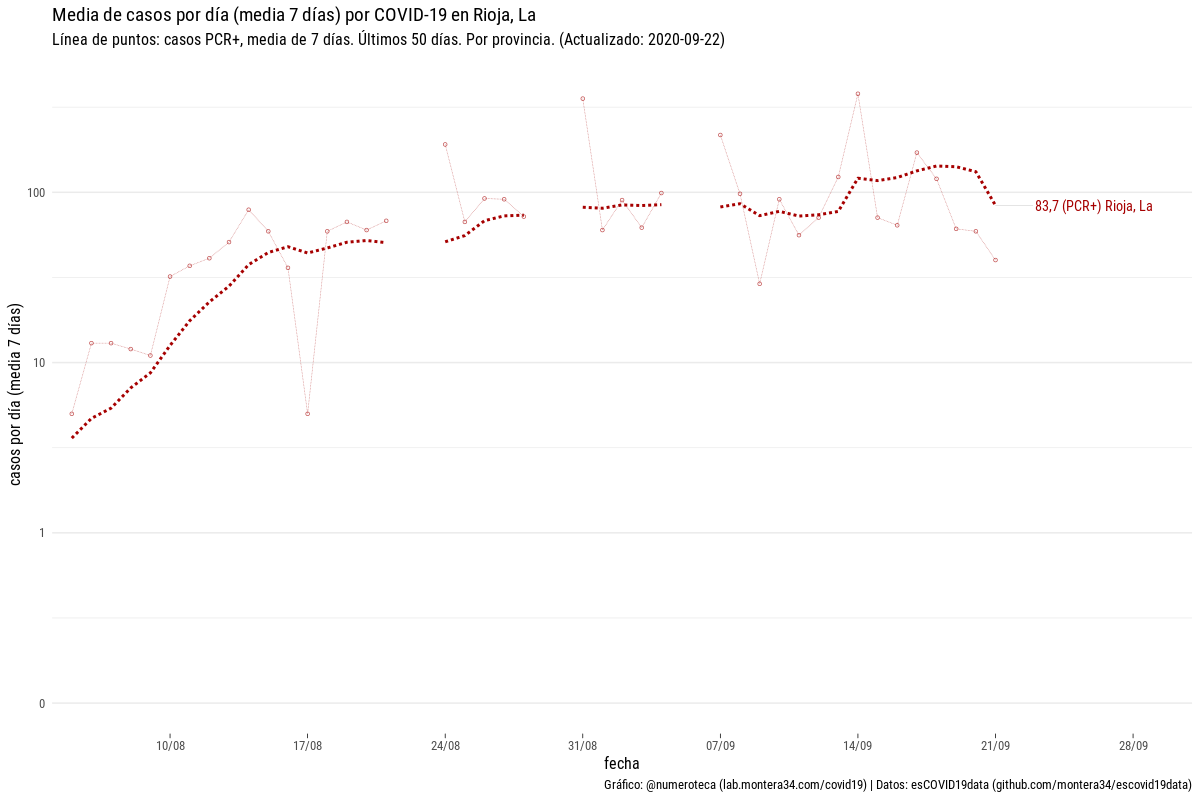 Media de casos por día (media 7 días) por COVID-19 en Rioja, La
Línea de puntos: casos PCR+, media de 7 días. Últimos 50 días. Por provincia. (Actualizado: 2020-09-22)
casos por día (media 7 días)
100
10
1
0
83,7 (PCR+) Rioja, La
10/08
17/08
24/08
31/08
07/09
14/09
21/09
28/09
fecha
Gráfico: @numeroteca (lab.montera34.com/covid19) | Datos: esCOVID19data (github.com/montera34/escovid19data)